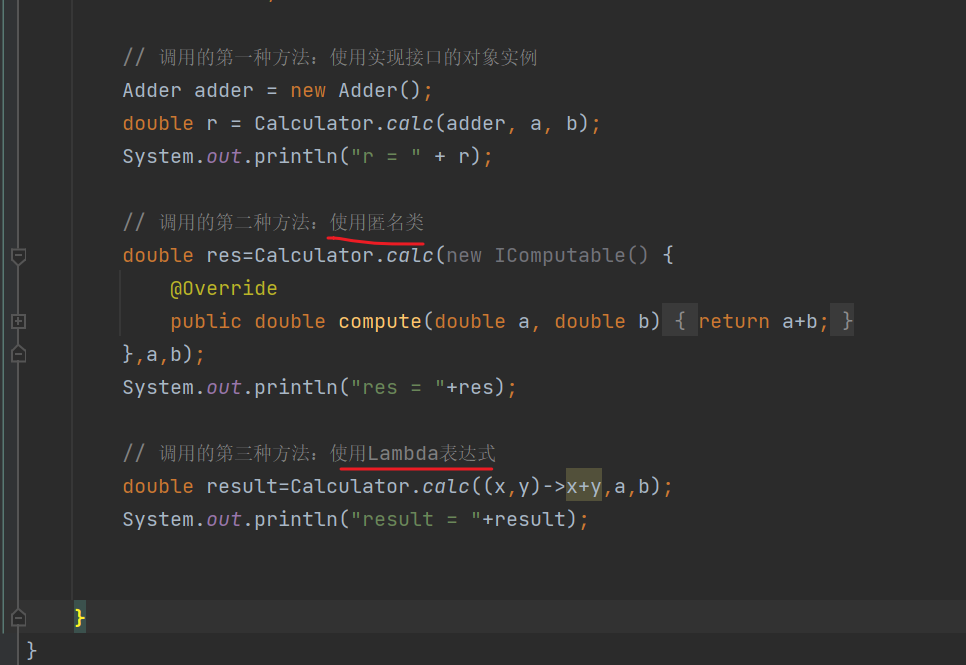 // 调用的第一种方法：使用实现接口的对象实例
Adder adder = new Adder();
double r = Calculator.calc(adder, a, b);
System.out.println("r = " + r);
// 调用的第二种方法：使用匿名类
double res=Calculator.calc(new IComputable() {
@Override
public double compute(double a, double b) { return a+b; }
},a,b);
System.out.println("res = "+res);
// 调用的第三种方法：使用Lambda表达式
double result=Calculator.calc((x,y)->x+y,a,b);
System.out.println("result = "+result);
}
}